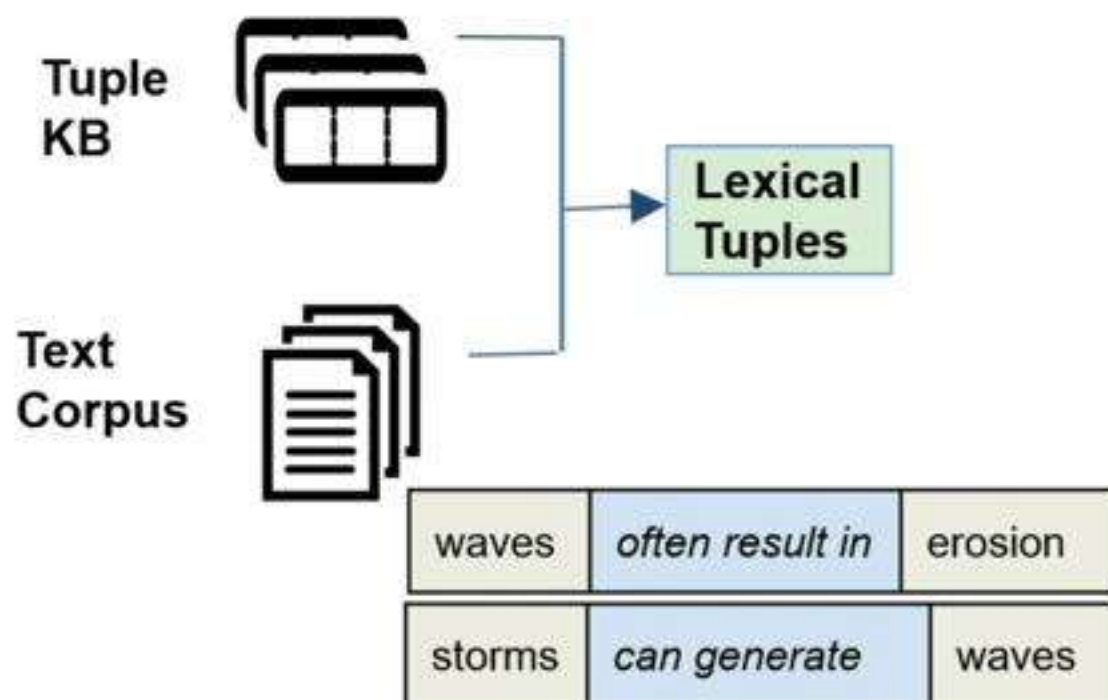 Tuple
KB
Lexical
Tuples
Text
Corpus
waves often result in erosion
storms can generate waves